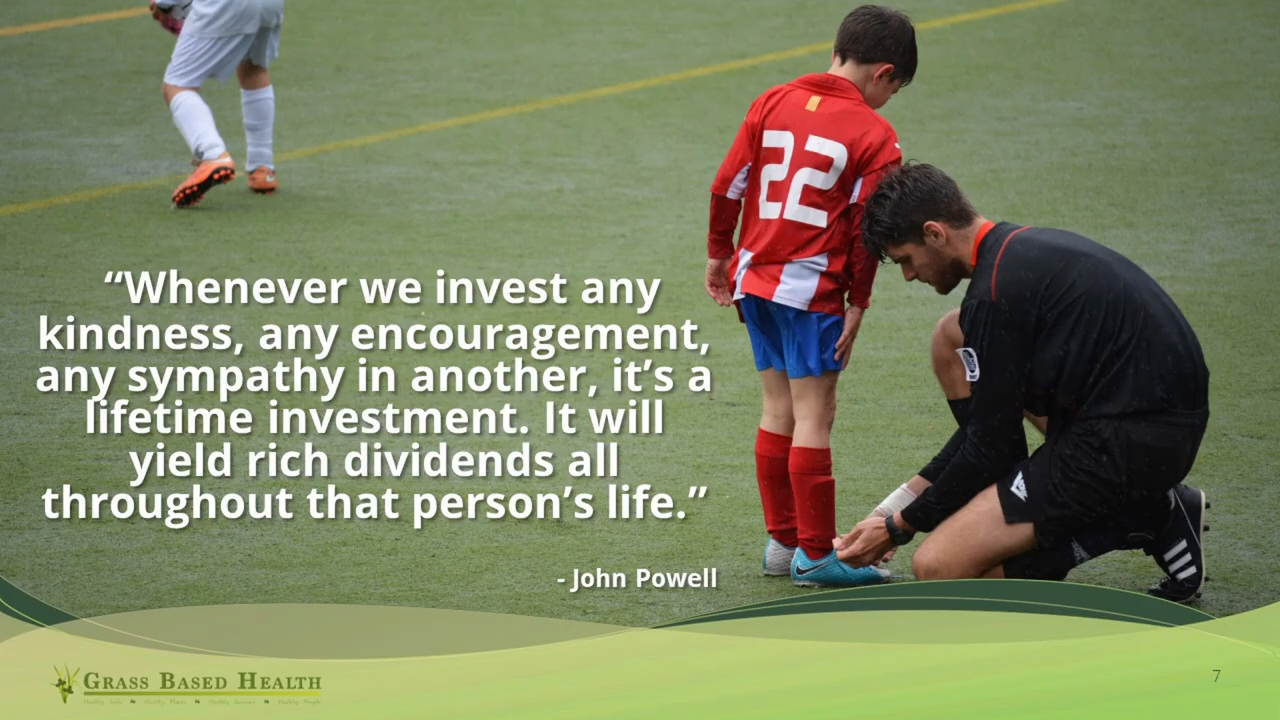 22
“Whenever we invest any
kindness, any encouragement,
any sympathy in another, it’s a
lifetime investment. It will
yield rich dividends all
throughout that person’s life.”
- John Powell
GRASS BASED HEALTH
7